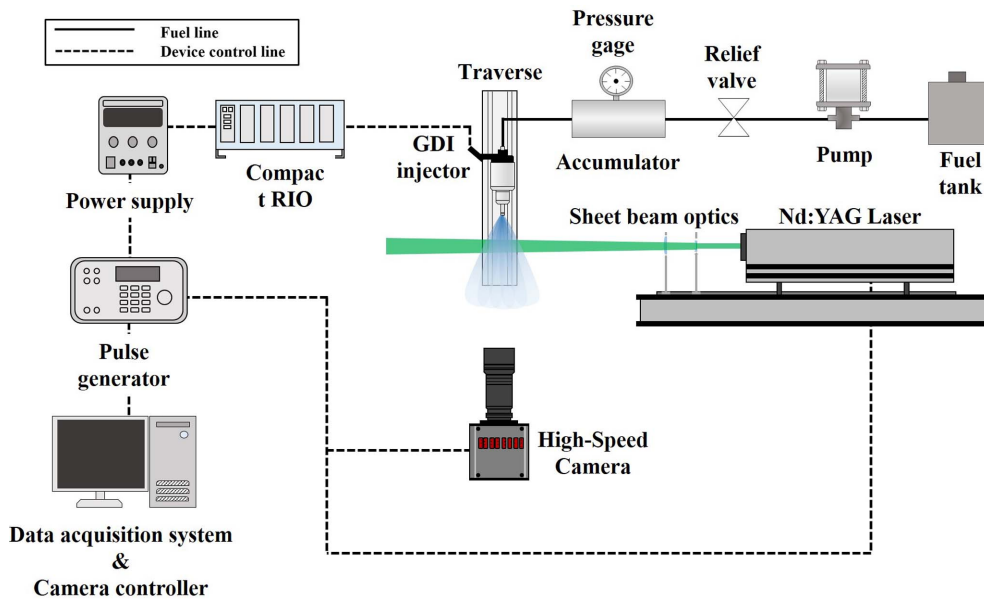 Fuel line
Device control line
Pressure
gage
Relief
valve
Traverse
GDI
injector
Accumulator
Pump
Fuel
tank
Power supply
Compac
t RIO
Sheet beam optics
Nd:YAG Laser
Pulse
generator
High-Speed
Camera
Data acquisition system
&
Camera controller